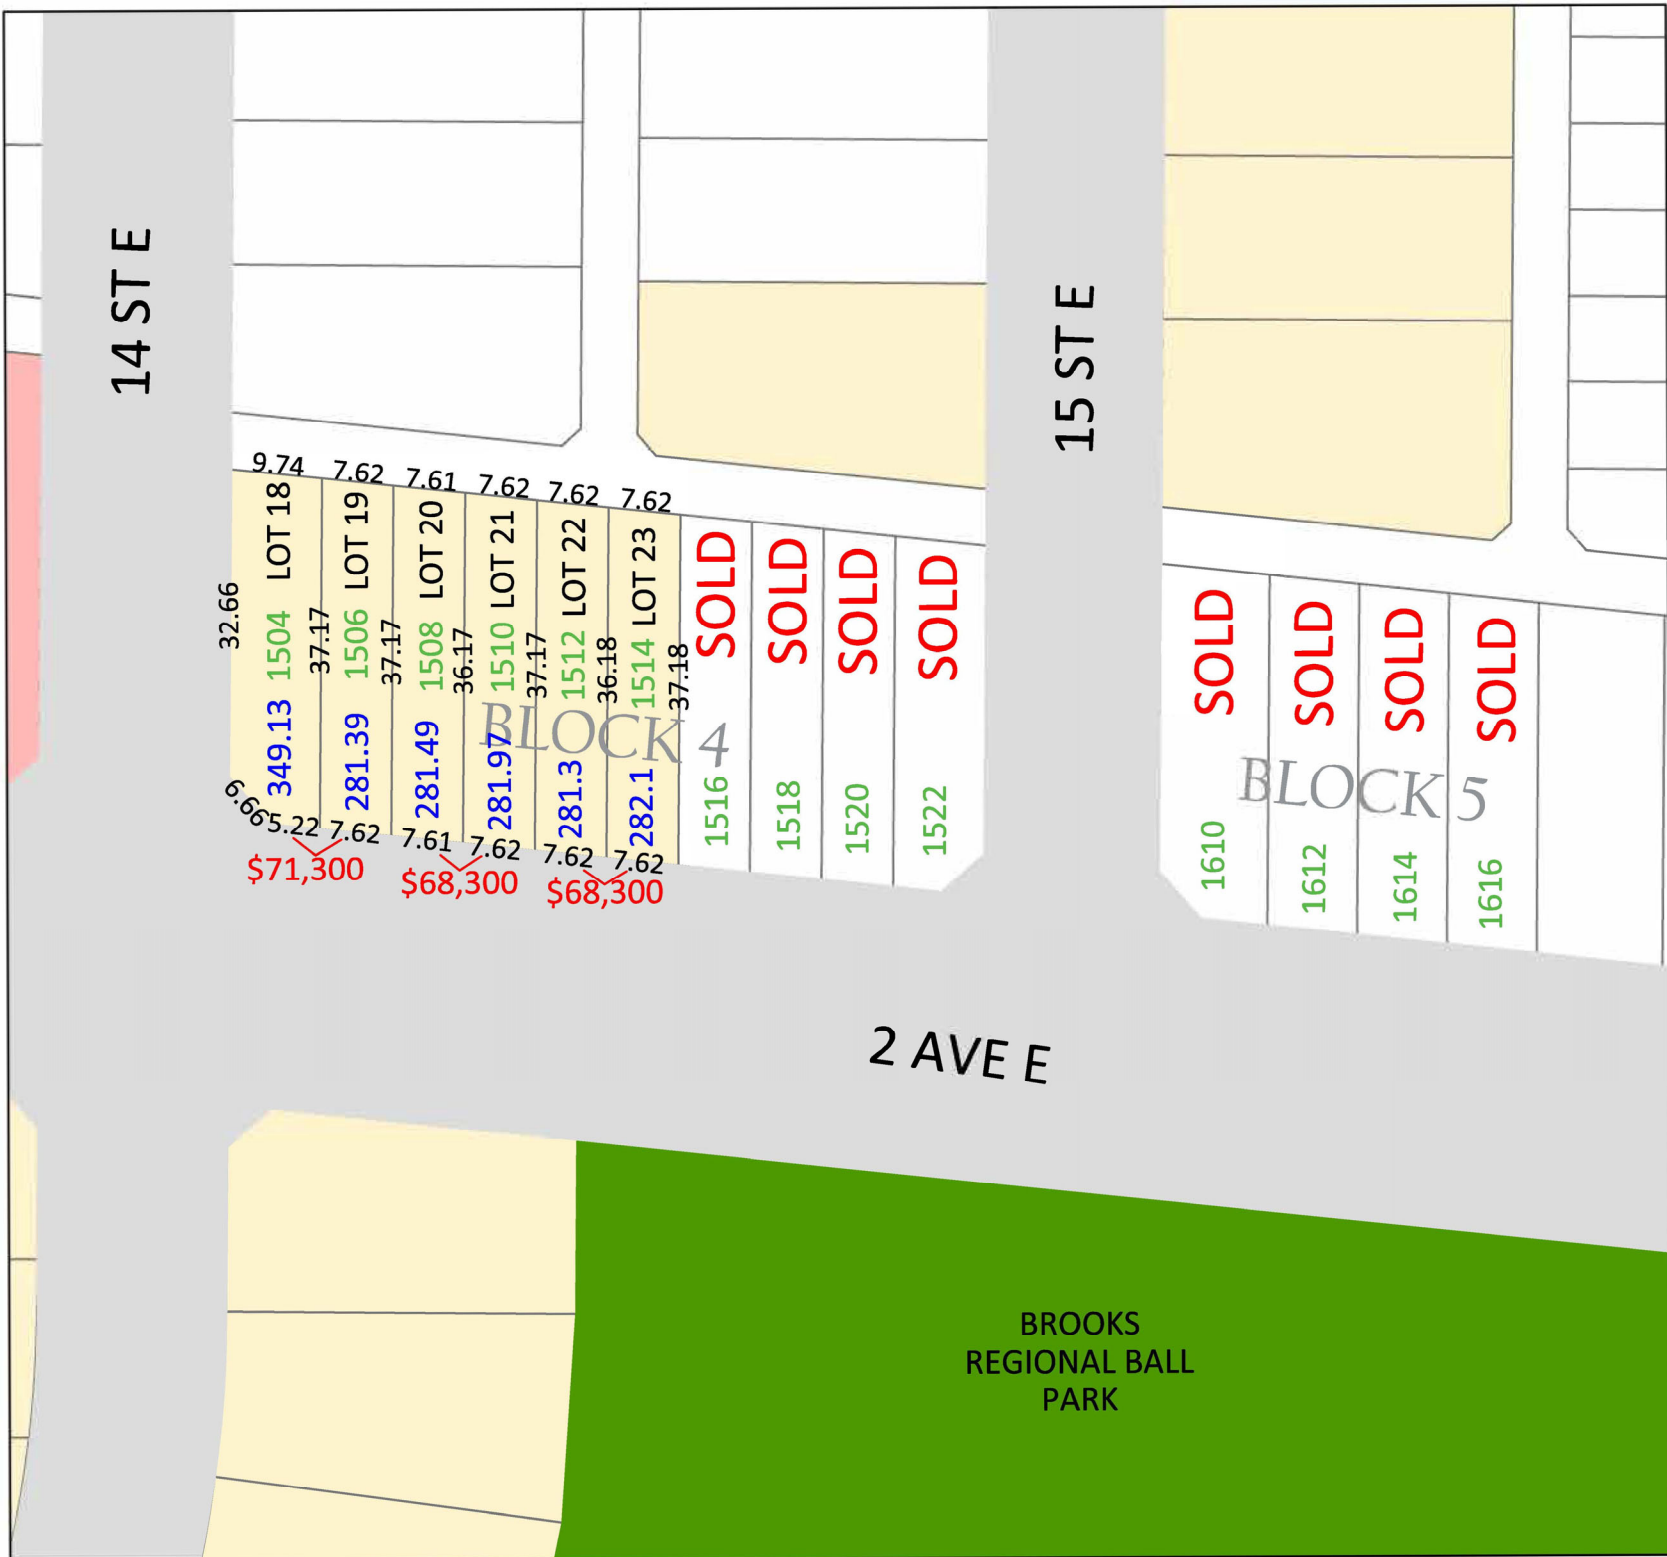 14 ST E
15 ST E
9.74
7.62
7.61
7.62
7.62
7.62
32.66
349.13 1504 LOT 18
37.17
281.39 1506 LOT 19
37.17
281.49 1508 LOT 20
36.17
281.97 1510 LOT 21
37.17
281.3 1512 LOT 22
36.18
282.1 1514 LOT 23
37.18
BLOCK 4
1516 SOLD
1518 SOLD
1520 SOLD
1522 SOLD
1610 SOLD
1612 SOLD
1614 SOLD
1616 SOLD
BLOCK 5
6.66
5.22
7.62
7.61
7.62
7.62
7.62
$71,300
$68,300
$68,300
2 AVE E
BROOKS
REGIONAL BALL
PARK